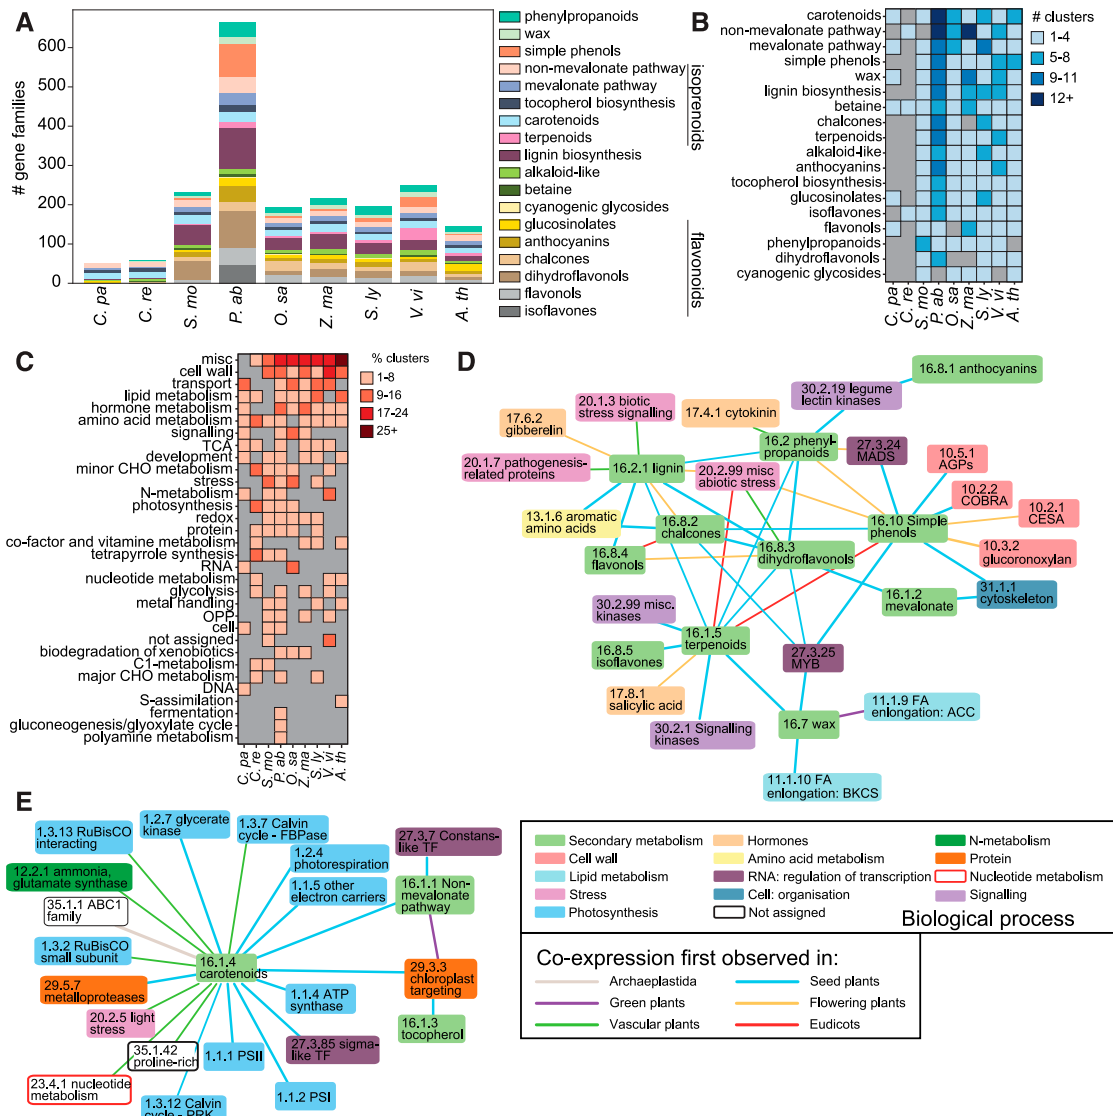 A
# gene families
600
500
400
300
200
100
0
C. pa
C. re
S. mo
P. ab
O. sa
Z. ma
S. ly
V. vi
A. th
phenylpropanoids
wax
simple phenols
non-mevalonate pathway
mevalonate pathway
tocopherol biosynthesis
carotenoids
terpenoids
lignin biosynthesis
alkaloid-like
betaine
cyanogenic glycosides
glucosinolates
anthocyanins
chalcones
dihydroflavonols
flavonols
isoflavones
isoprenoids
flavonoids
B
carotenoids
non-mevalonate pathway
mevalonate pathway
simple phenols
wax
lignin biosynthesis
betaine
chalcones
terpenoids
alkaloid-like
anthocyanins
tocopherol biosynthesis
glucosinolates
isoflavones
flavonols
phenylpropanoids
dihydroflavonols
cyanogenic glycosides
C. pa
C. re
S. mo
P. ab
O. sa
Z. ma
S. ly
V. vi
A. th
# clusters
1-4
5-8
9-11
12+
C
misc
cell wall
transport
lipid metabolism
hormone metabolism
amino acid metabolism
signalling
TCA
development
minor CHO metabolism
stress
N-metabolism
photosynthesis
redox
protein
co-factor and vitamine metabolism
tetrapyrrole synthesis
RNA
nucleotide metabolism
glycolysis
metal handling
OPP
cell
not assigned
biodegradation of xenobiotics
C1-metabolism
major CHO metabolism
DNA
S-assimilation
fermentation
gluconeogenesis/glyoxylate cycle
polyamine metabolism
C. pa
C. re
S. mo
P. ab
O. sa
Z. ma
S. ly
V. vi
A. th
% clusters
1-8
9-16
17-24
25+
D
16.8.1 anthocyanins
30.2.19 legume
lectin kinases
20.1.3 biotic
stress signalling
17.4.1 cytokinin
17.6.2
gibberelin
16.2 phenyl-
propanoids
27.3.24
MADS
10.5.1
AGPs
20.1.7 pathogenesis-
related proteins
16.2.1 lignin
20.2.99 misc
abiotic stress
10.2.2
COBRA
10.2.1
CESA
13.1.6 aromatic
amino acids
16.8.2
chalcones
16.10 Simple
phenols
16.8.4
flavonols
16.8.3
dihydroflavonols
10.3.2
glucoronoxylan
16.1.2
mevalonate
31.1.1
cytoskeleton
30.2.99 misc.
kinases
16.1.5
terpenoids
16.8.5
isoflavones
27.3.25
MYB
17.8.1
salicylic acid
30.2.1 Signalling
kinases
16.7 wax
11.1.9 FA
enlongation: ACC
11.1.10 FA
enlongation: BKCS
E
1.3.13 RuBisCO
interacting
1.2.7 glycerate
kinase
1.3.7 Calvin
cycle - FBPase
27.3.7 Constans-
like TF
1.2.4
photorespiration
12.2.1 ammonia,
glutamate synthase
1.1.5 other
electron carriers
16.1.1 Non-
mevalonate
pathway
35.1.1 ABC1
family
1.3.2 RuBisCO
small subunit
16.1.4
carotenoids
29.5.7
metalloproteases
29.3.3
chloroplast
targeting
1.1.4 ATP
synthase
20.2.5 light
stress
16.1.3
tocopherol
35.1.42
proline-rich
1.1.1 PSII
27.3.85 sigma-
like TF
23.4.1 nucleotide
metabolism
1.1.2 PSI
1.3.12 Calvin
cycle - PRK
Secondary metabolism
Cell wall
Lipid metabolism
Stress
Photosynthesis
Hormones
Amino acid metabolism
RNA: regulation of transcription
Cell: organisation
Not assigned
N-metabolism
Protein
Nucleotide metabolism
Signalling
Biological process
Co-expression first observed in:
Archaeplastida
Green plants
Vascular plants
Seed plants
Flowering plants
Eudicots